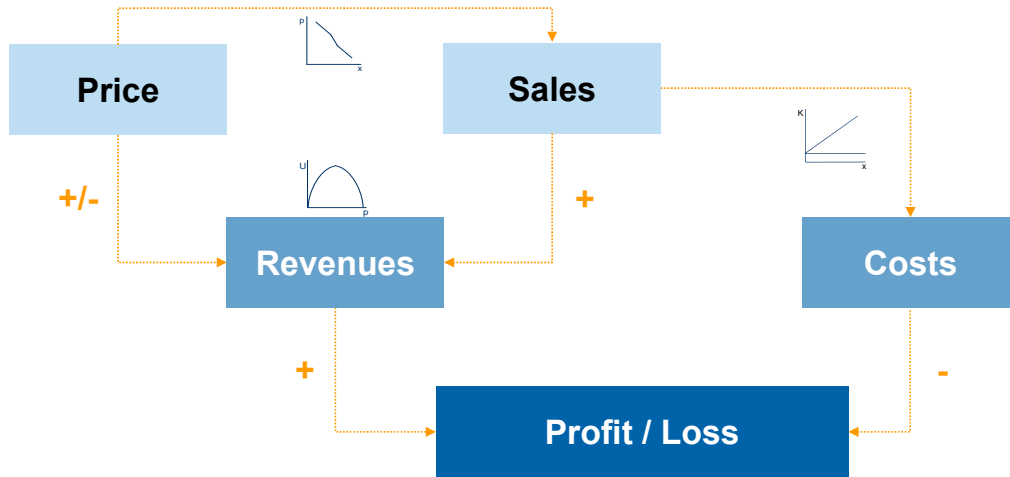 p
x
Price
Sales
K
x
+/-
U
p
+
Revenues
Costs
+
-
Profit / Loss